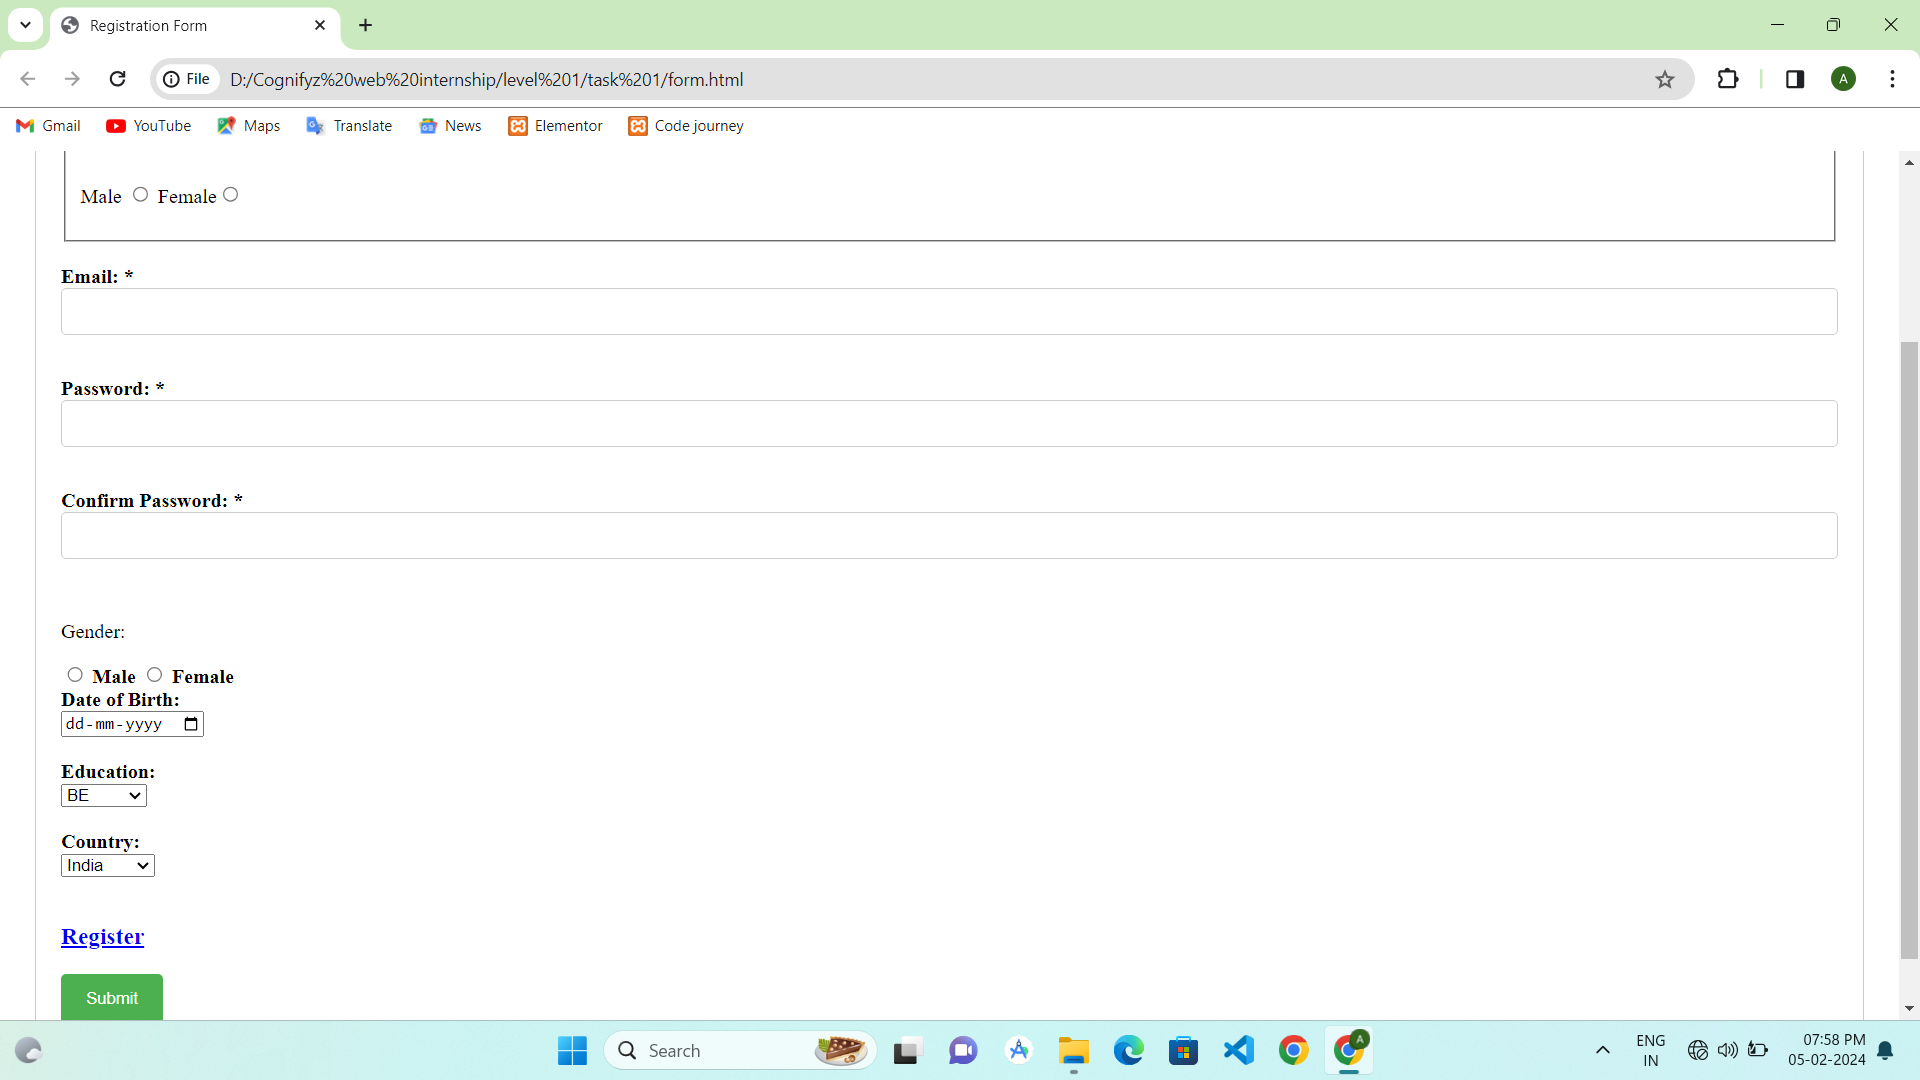 Registration Form
File D:/Cognifyz%20web%20internship/level%201/task%201/form.html A
Gmail YouTube Maps Translate News Elementor Code journey
Male Female
Email: *
Password: *
Confirm Password: *
Gender:
Male Female
Date of Birth:
dd-mm-yyyy
Education:
BE
Country:
India
Register
Submit
Search
A
ENG
IN
07:58 PM
05-02-2024